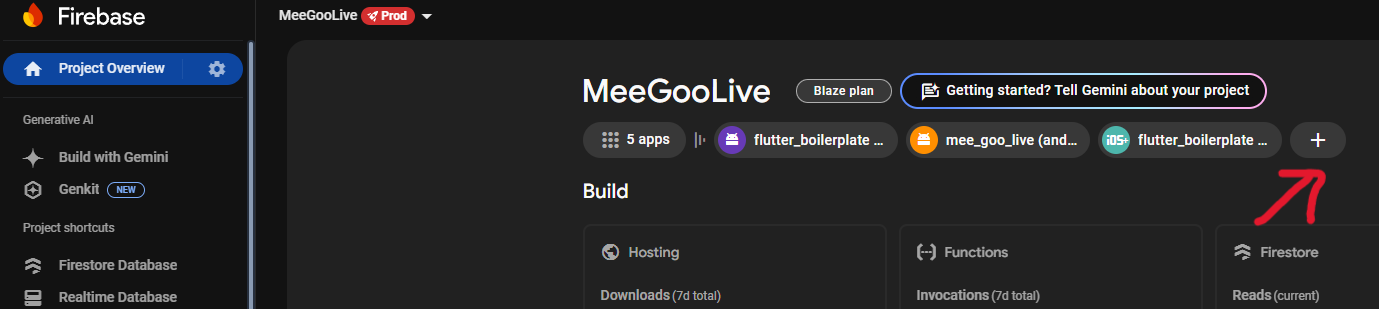 Firebase
MeeGooLive Prod
Project Overview
Generative AI
Build with Gemini
Genkit NEW
Project shortcuts
Firestore Database
Realtime Database
MeeGooLive Blaze plan Getting started? Tell Gemini about your project
5 apps flutter_boilerplate ... mee_goo_live (and... iOS+ flutter_boilerplate ... +
Build
Hosting
Downloads (7d total)
Functions
Invocations (7d total)
Firestore
Reads (current)